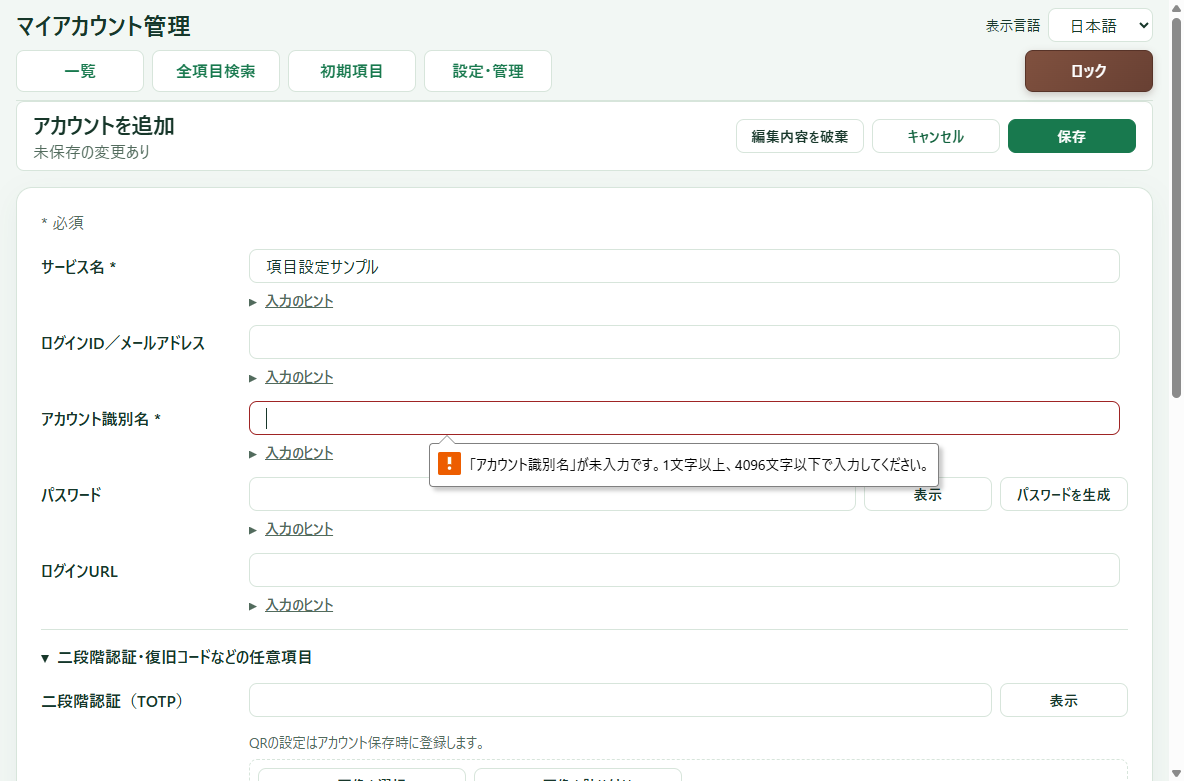 マイアカウント管理
表示言語 日本語
一覧 全項目検索 初期項目 設定・管理 ロック
アカウントを追加
未保存の変更あり
編集内容を破棄 キャンセル 保存
* 必須
サービス名 * 項目設定サンプル
▶ 入力のヒント
ログインID／メールアドレス
▶ 入力のヒント
アカウント識別名 *
▶ 入力のヒント
「アカウント識別名」が未入力です。1文字以上、4096文字以下で入力してください。
パスワード 表示 パスワードを生成
▶ 入力のヒント
ログインURL
▶ 入力のヒント
▼ 二段階認証・復旧コードなどの任意項目
二段階認証（TOTP） 表示
QRの設定はアカウント保存時に登録します。